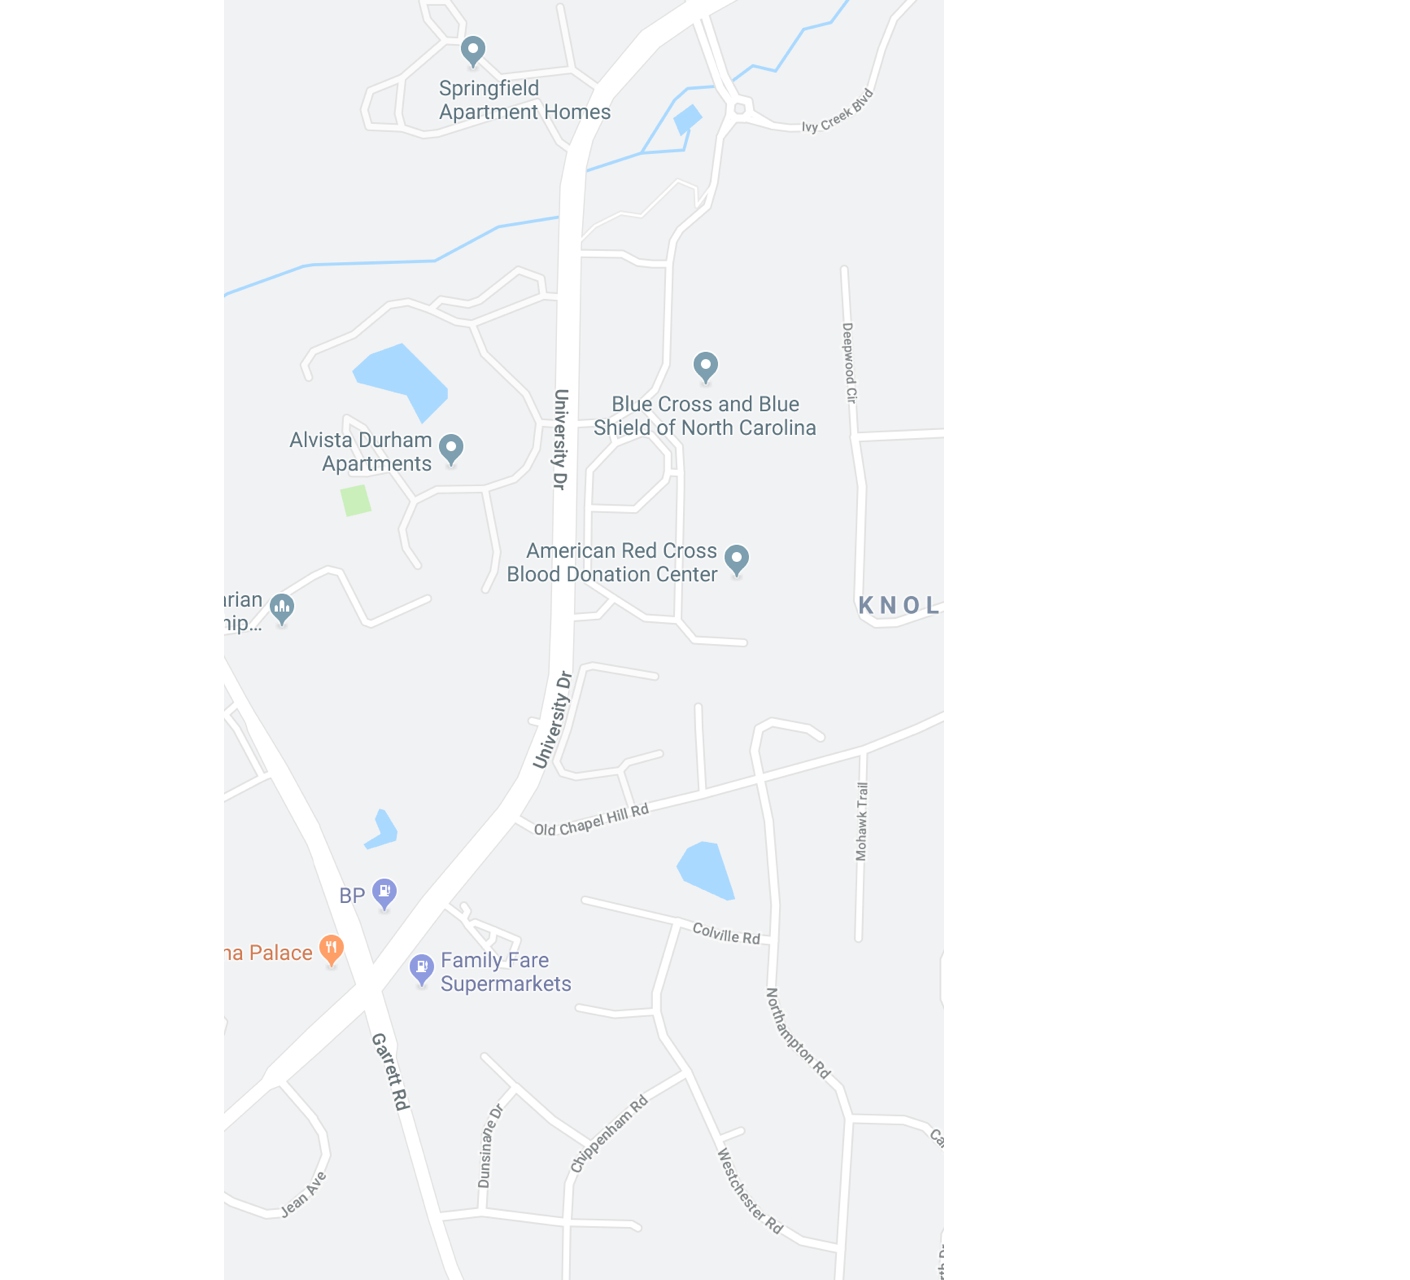 Springfield
Apartment Homes
Ivy Creek Blvd
Deepwood Cir
University Dr
Blue Cross and Blue
Shield of North Carolina
Alvista Durham
Apartments
American Red Cross
Blood Donation Center
arian
hip...
KNOL
University Dr
Old Chapel Hill Rd
Mohawk Trail
BP
Colville Rd
na Palace
Family Fare
Supermarkets
Northampton Rd
Garrett Rd
Chippenham Rd
Dunsinane Dr
Westchester Rd
Jean Ave